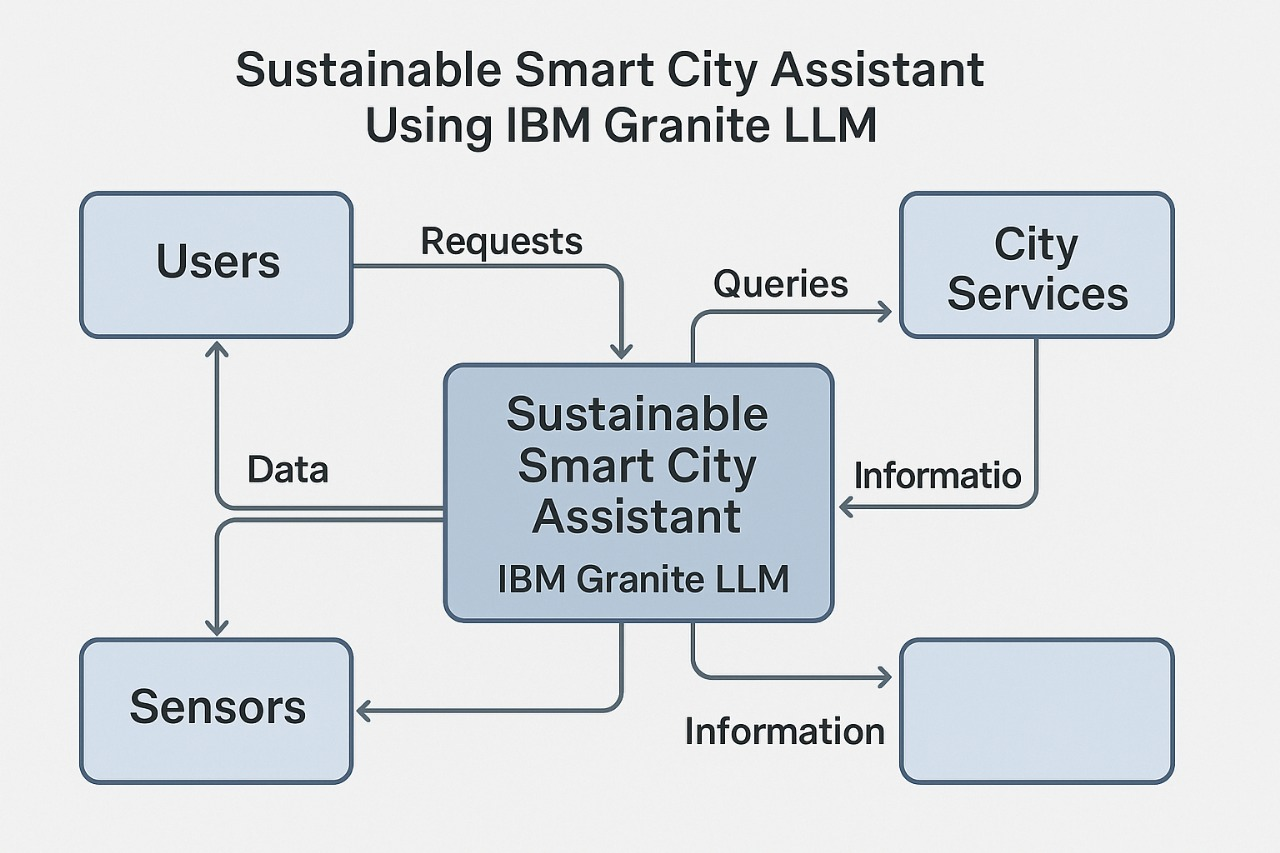 Sustainable Smart City Assistant
Using IBM Granite LLM
Users
Requests
Queries
City
Services
Sustainable
Smart City
Assistant
IBM Granite LLM
Data
Informatio
Sensors
Information